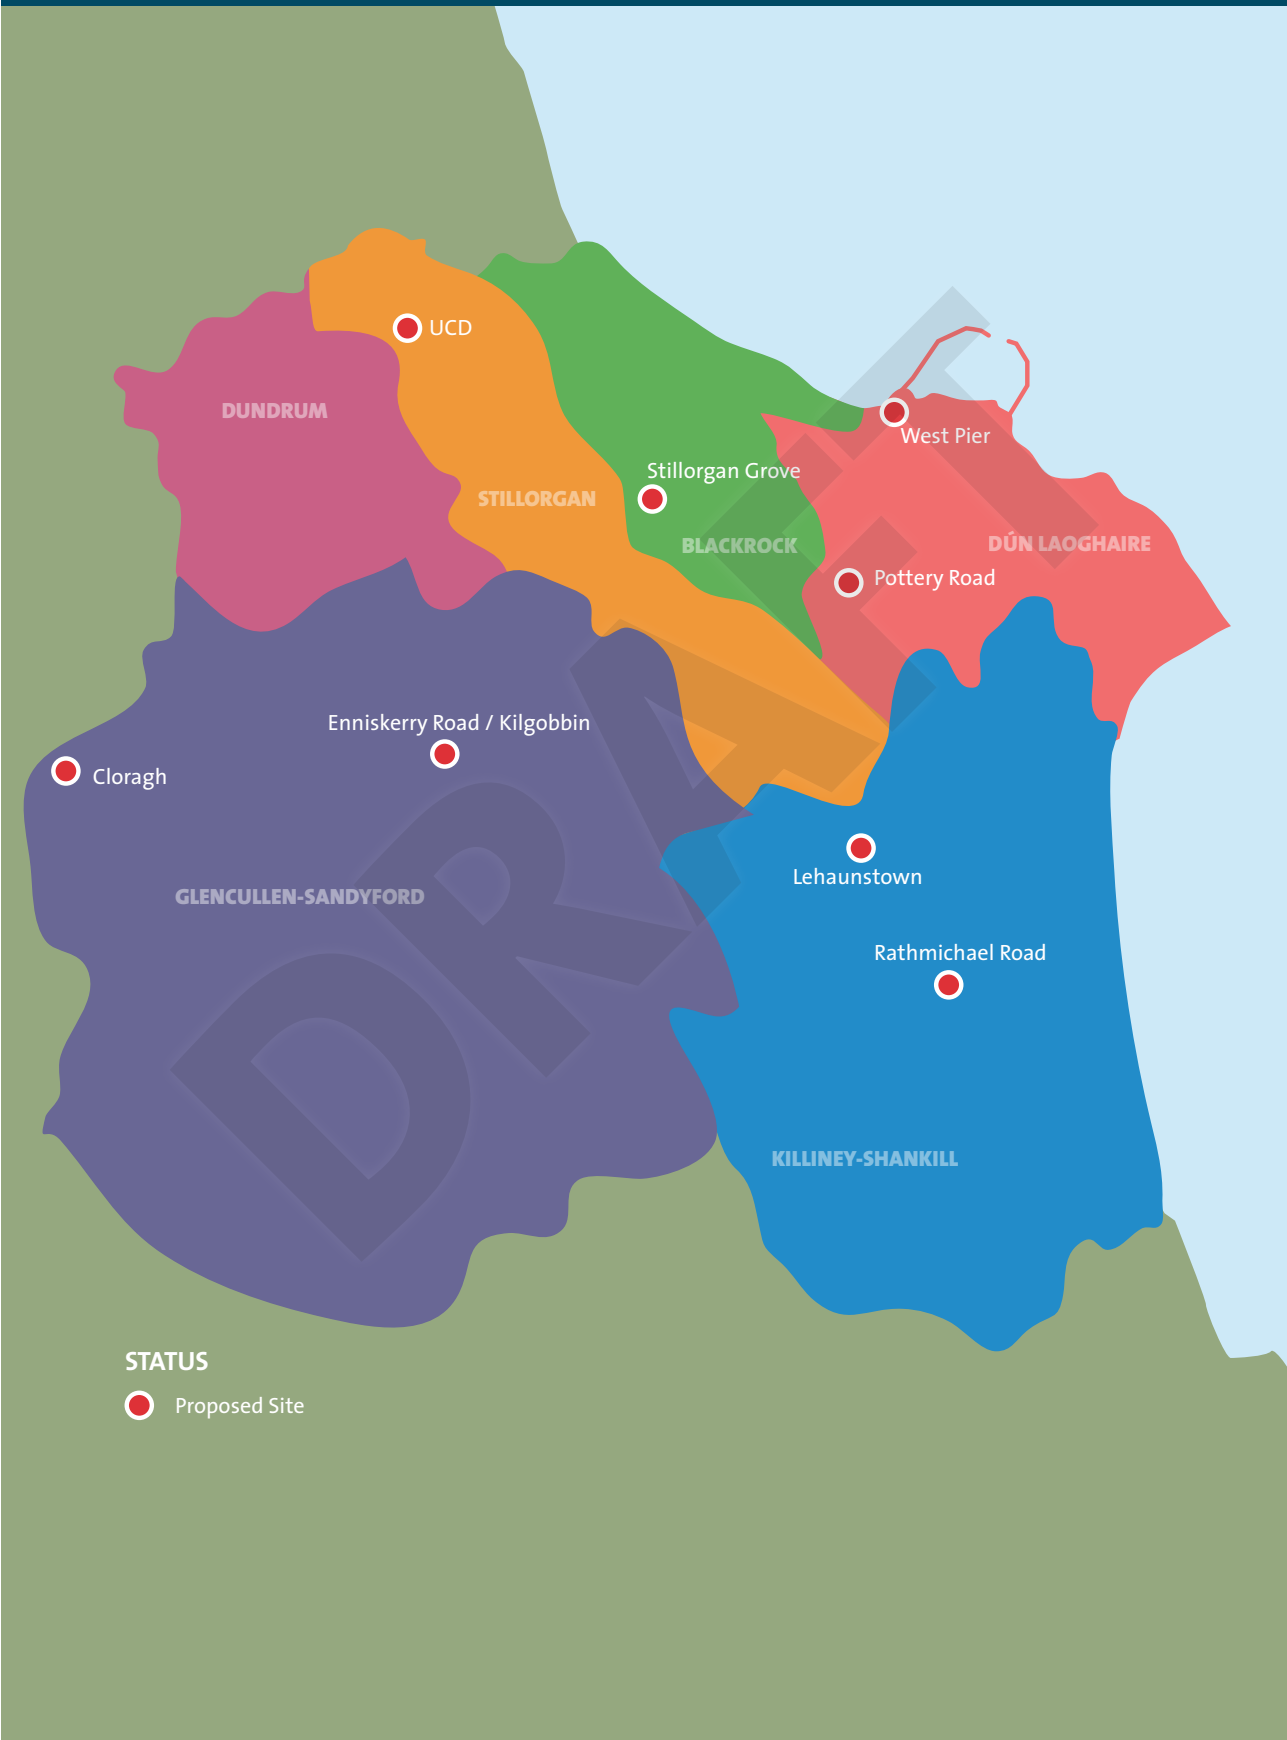 UCD
DUNDRUM
West Pier
Stillorgan Grove
STILLORGAN
BLACKROCK
DÚN LAOGHAIRE
Pottery Road
Enniskerry Road / Kilgobbin
Cloragh
Lehaunstown
GLENCULLEN-SANDYFORD
Rathmichael Road
KILLINEY-SHANKILL
DRAFT
STATUS
Proposed Site